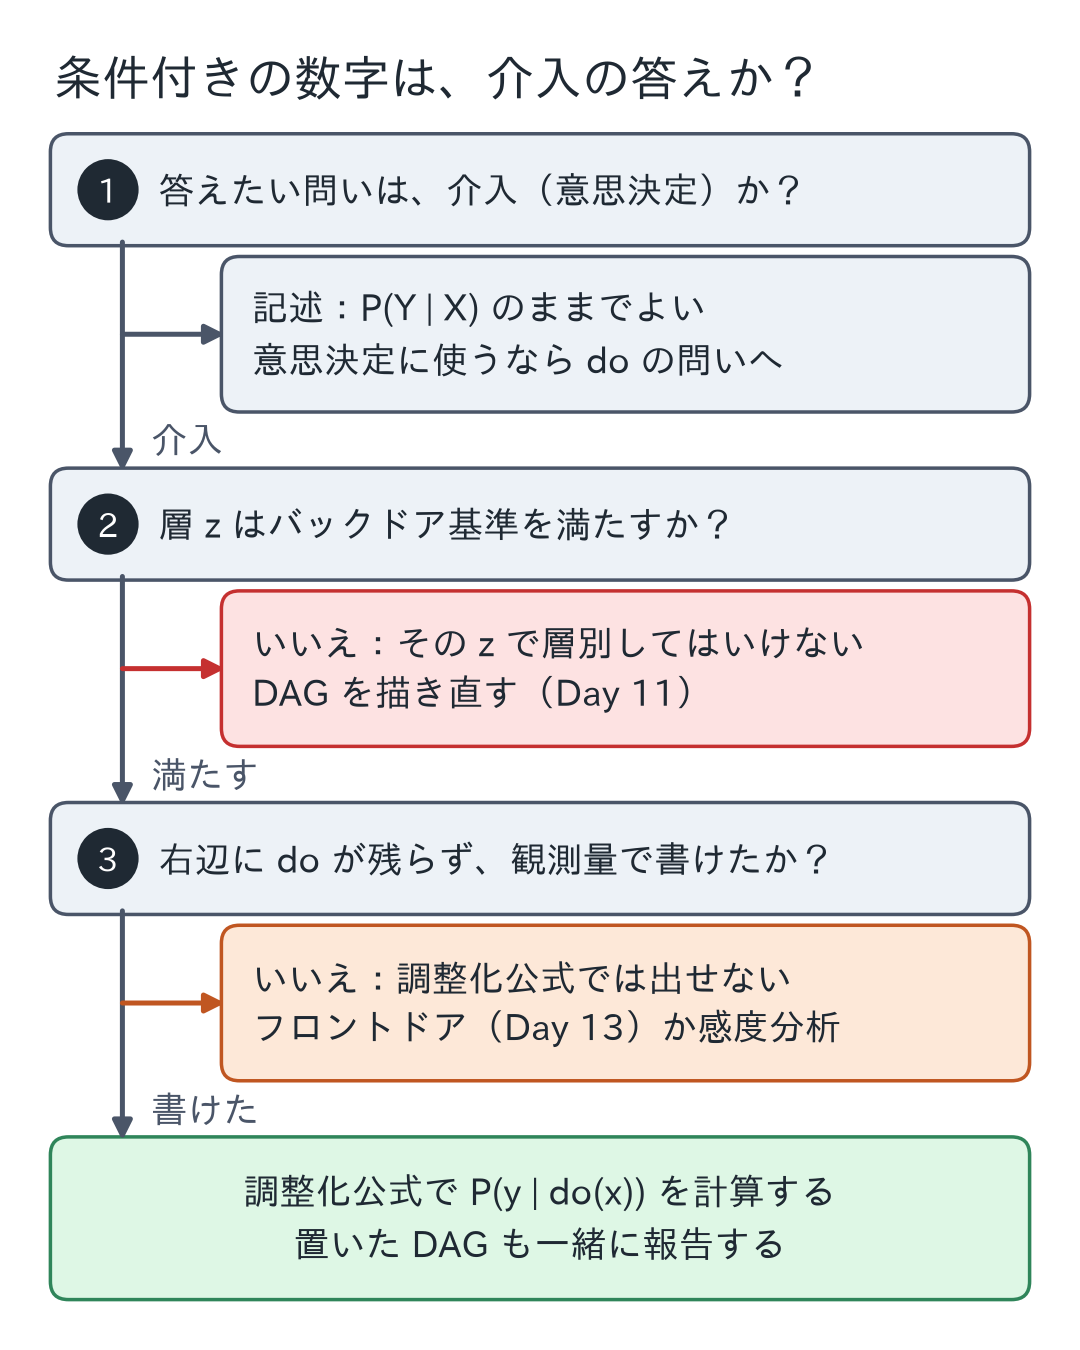 条件付きの数字は、介入の答えか？
1 答えたい問いは、介入（意思決定）か？
記述：P(Y | X) のままでよい
意思決定に使うなら do の問いへ
介入
2 層 z はバックドア基準を満たすか？
いいえ：その z で層別してはいけない
DAG を描き直す（Day 11）
満たす
3 右辺に do が残らず、観測量で書けたか？
いいえ：調整化公式では出せない
フロントドア（Day 13）か感度分析
書けた
調整化公式で P(y | do(x)) を計算する
置いた DAG も一緒に報告する